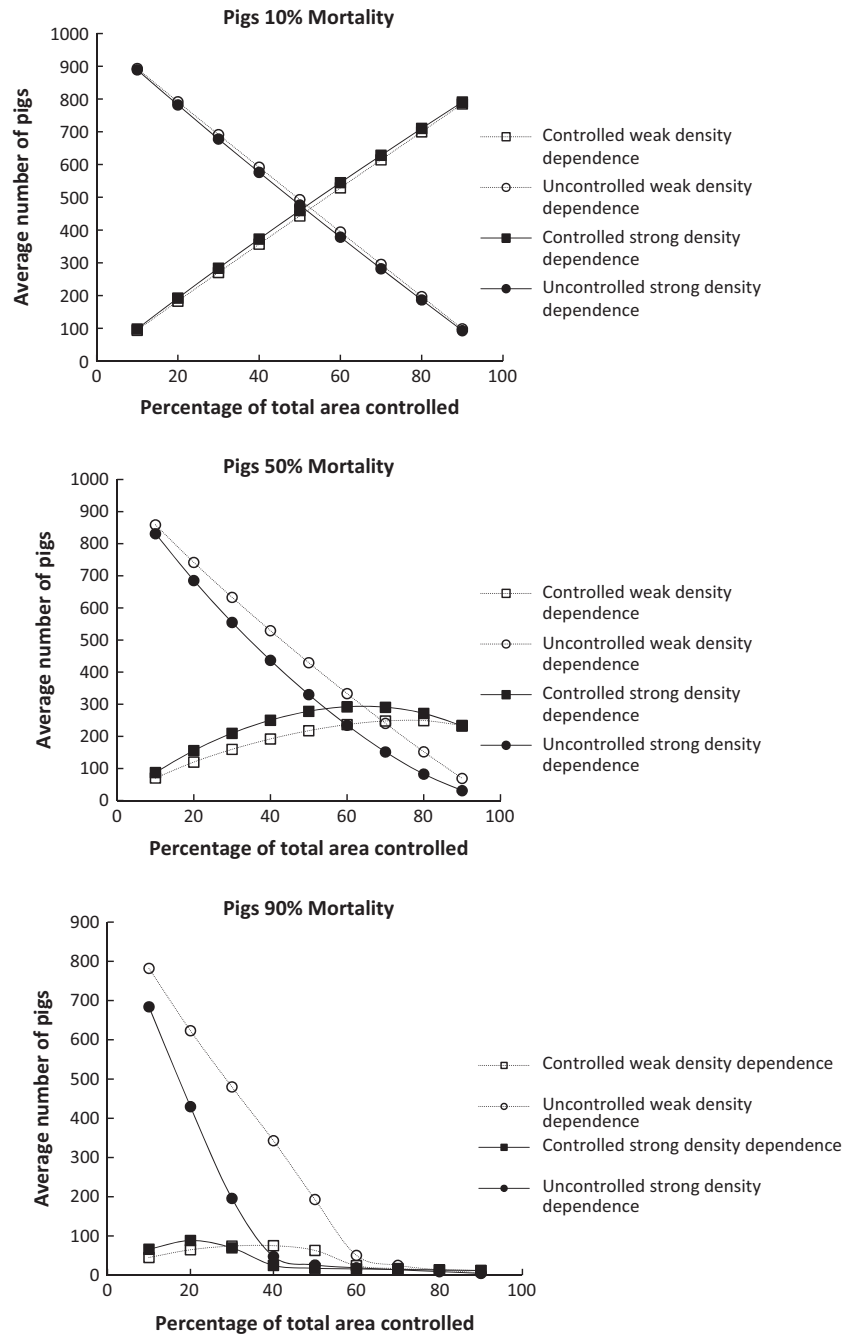 Pigs 10% Mortality
1000
900
800
700
600
500
400
300
200
100
0
0
20
40
60
80
100
Average number of pigs
Percentage of total area controlled
Controlled weak density
dependence
Uncontrolled weak density
dependence
Controlled strong density
dependence
Uncontrolled strong density
dependence
Pigs 50% Mortality
1000
900
800
700
600
500
400
300
200
100
0
0
20
40
60
80
100
Average number of pigs
Percentage of total area controlled
Controlled weak density
dependence
Uncontrolled weak density
dependence
Controlled strong density
dependence
Uncontrolled strong density
dependence
Pigs 90% Mortality
900
800
700
600
500
400
300
200
100
0
0
20
40
60
80
100
Average number of pigs
Percentage of total area controlled
Controlled weak density dependence
Uncontrolled weak density
dependence
Controlled strong density dependence
Uncontrolled strong density
dependence